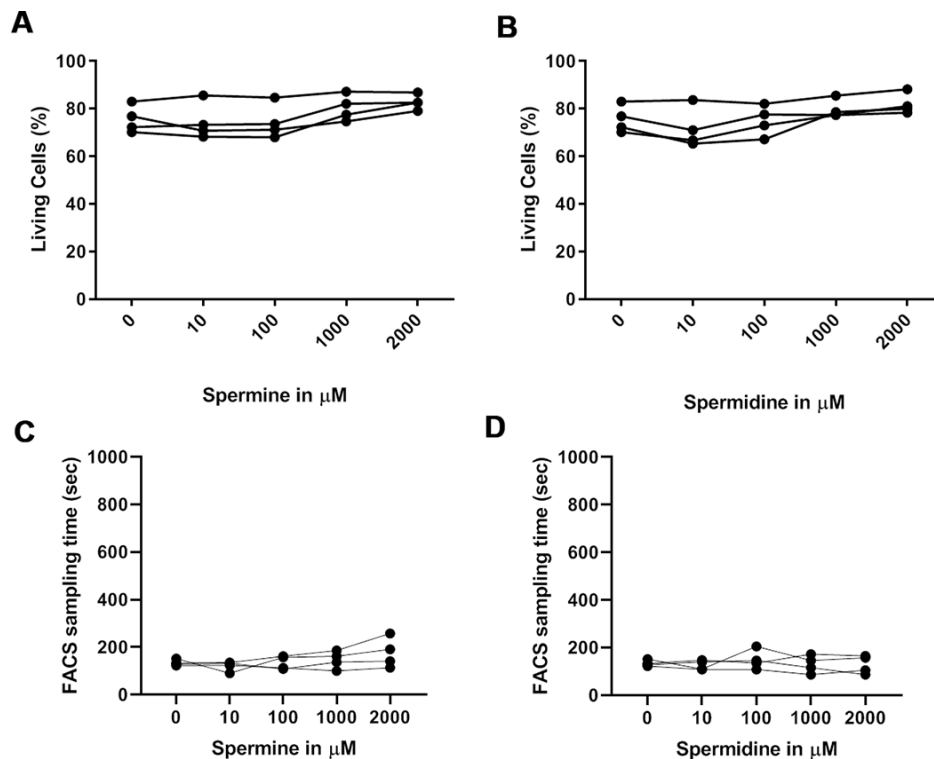 A
Living Cells (%)
100
80
60
40
20
0
0 10 100 1000 2000
Spermine in μM
B
Living Cells (%)
100
80
60
40
20
0
0 10 100 1000 2000
Spermidine in μM
C
FACS sampling time (sec)
1000
800
600
400
200
0
0 10 100 1000 2000
Spermine in μM
D
FACS sampling time (sec)
1000
800
600
400
200
0
0 10 100 1000 2000
Spermidine in μM